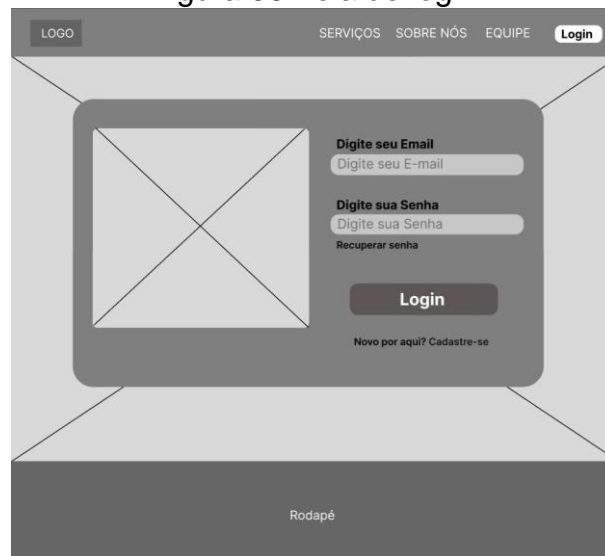 LOGO SERVIÇOS SOBRE NÓS EQUIPE Login
Digite seu Email
Digite seu E-mail
Digite sua Senha
Digite sua Senha
Recuperar senha
Login
Novo por aqui? Cadastre-se
Rodapé